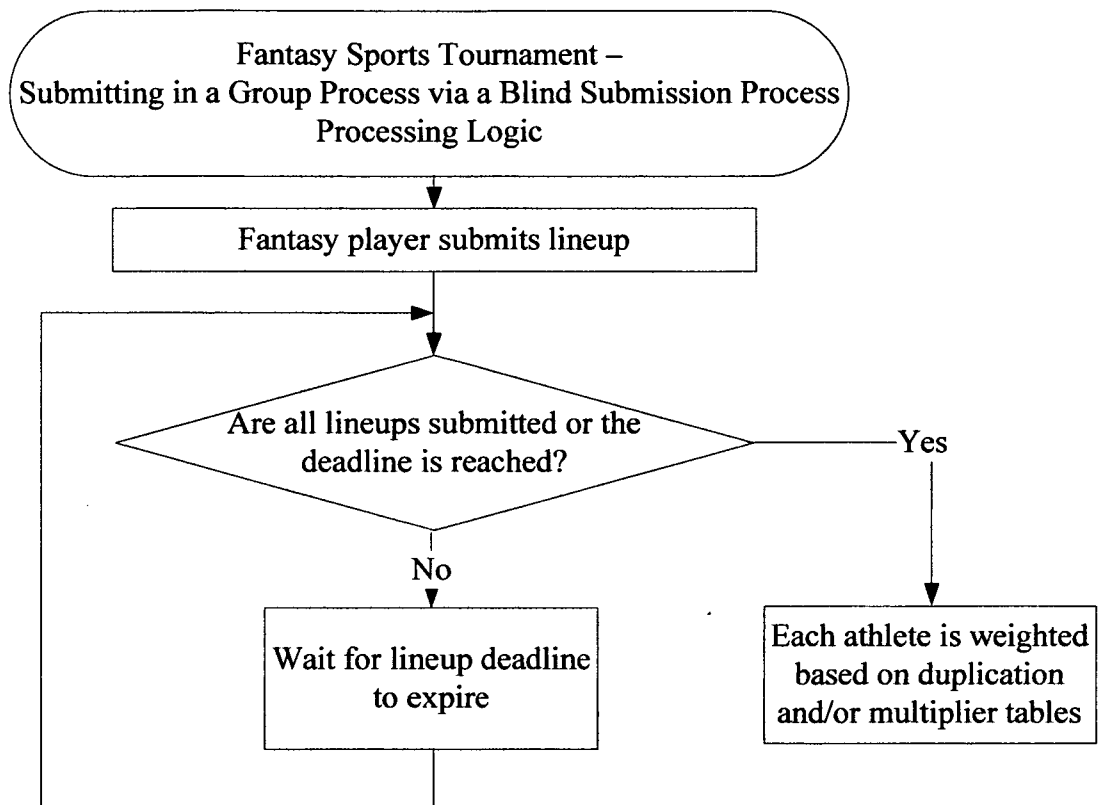 Fantasy Sports Tournament –
Submitting in a Group Process via a Blind Submission Process
Processing Logic
Fantasy player submits lineup
Are all lineups submitted or the
deadline is reached?
Yes
No
Wait for lineup deadline
to expire
Each athlete is weighted
based on duplication
and/or multiplier tables